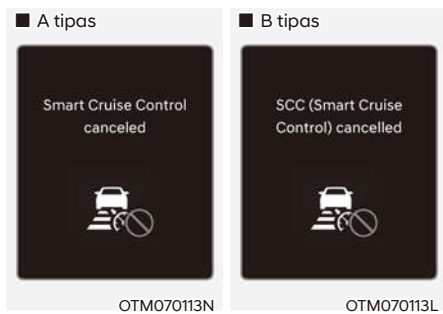 ■ A tipas
Smart Cruise Control
canceled
OTM070113N
■ B tipas
SCC (Smart Cruise
Control) cancelled
OTM070113L